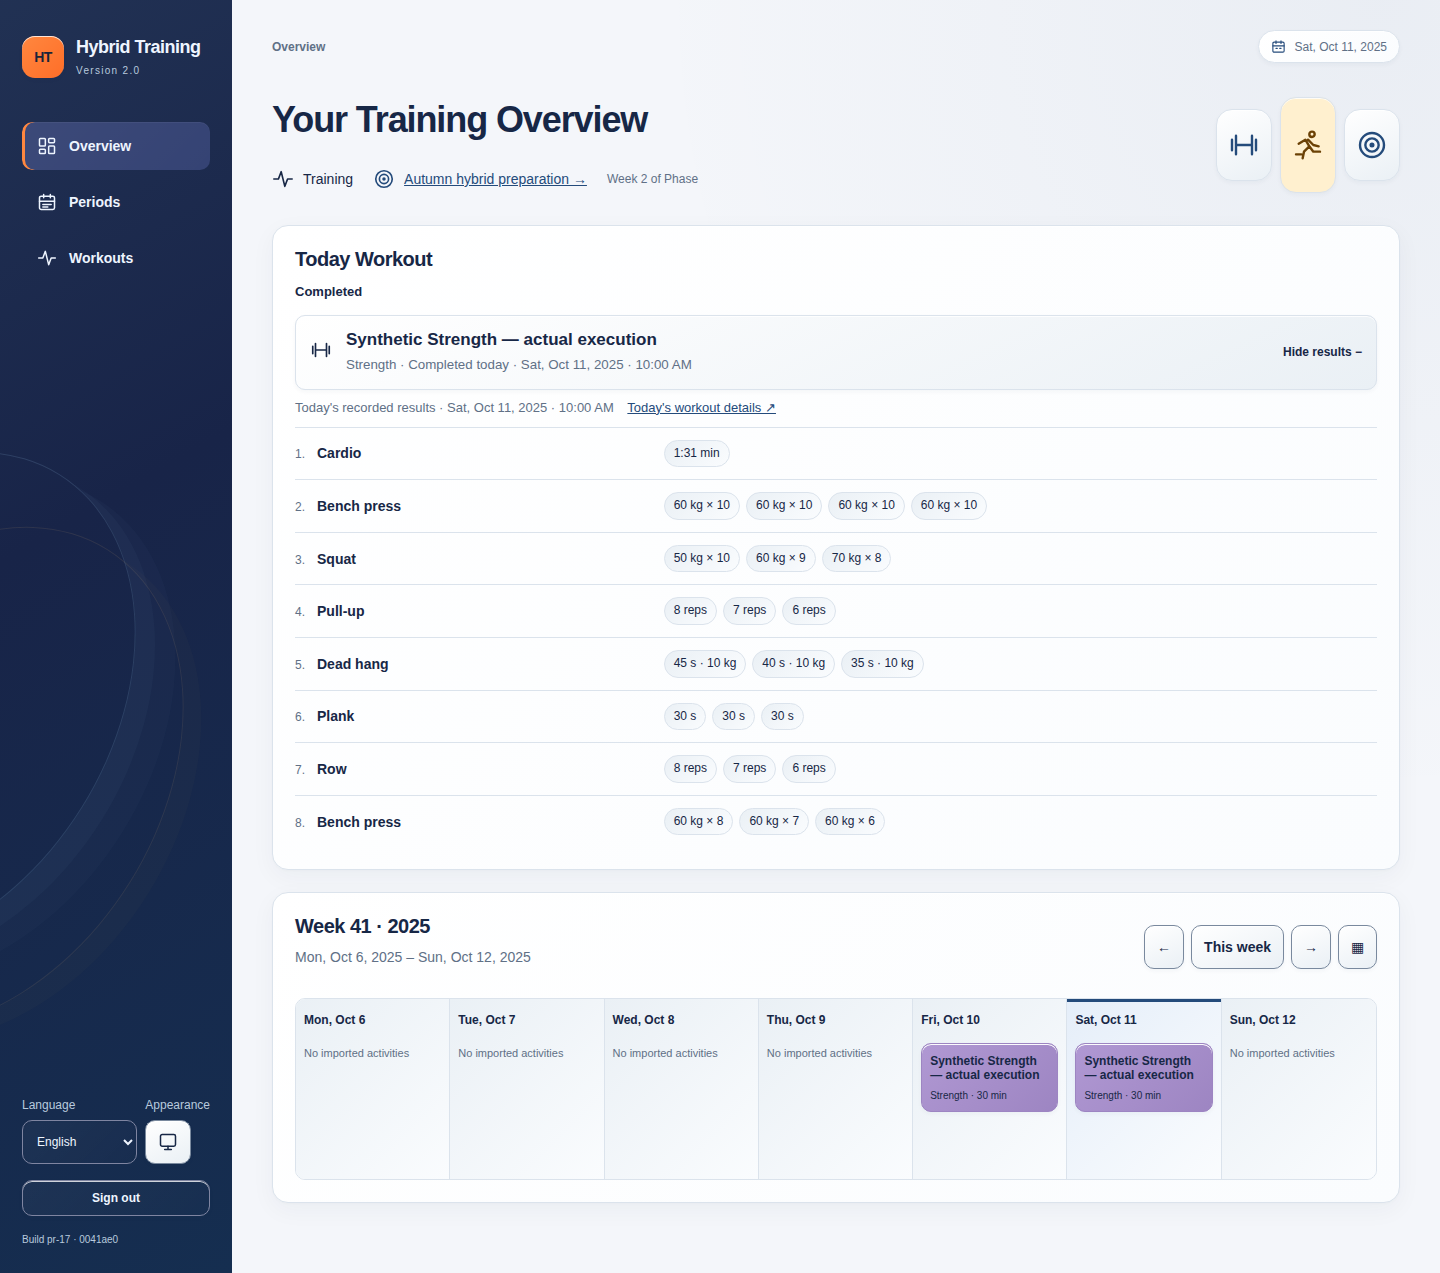 HT
Hybrid Training
Version 2.0
Overview
Periods
Workouts
Language
Appearance
English
Sign out
Build pr-17 · 0041ae0
Overview
Sat, Oct 11, 2025
Your Training Overview
Training
Autumn hybrid preparation →
Week 2 of Phase
Today Workout
Completed
Synthetic Strength — actual execution
Strength · Completed today · Sat, Oct 11, 2025 · 10:00 AM
Hide results −
Today's recorded results · Sat, Oct 11, 2025 · 10:00 AM
Today's workout details ↗
1. Cardio
1:31 min
2. Bench press
60 kg × 10 60 kg × 10 60 kg × 10 60 kg × 10
3. Squat
50 kg × 10 60 kg × 9 70 kg × 8
4. Pull-up
8 reps 7 reps 6 reps
5. Dead hang
45 s · 10 kg 40 s · 10 kg 35 s · 10 kg
6. Plank
30 s 30 s 30 s
7. Row
8 reps 7 reps 6 reps
8. Bench press
60 kg × 8 60 kg × 7 60 kg × 6
Week 41 · 2025
Mon, Oct 6, 2025 – Sun, Oct 12, 2025
← This week →
Mon, Oct 6
No imported activities
Tue, Oct 7
No imported activities
Wed, Oct 8
No imported activities
Thu, Oct 9
No imported activities
Fri, Oct 10
Synthetic Strength
— actual execution
Strength · 30 min
Sat, Oct 11
Synthetic Strength
— actual execution
Strength · 30 min
Sun, Oct 12
No imported activities